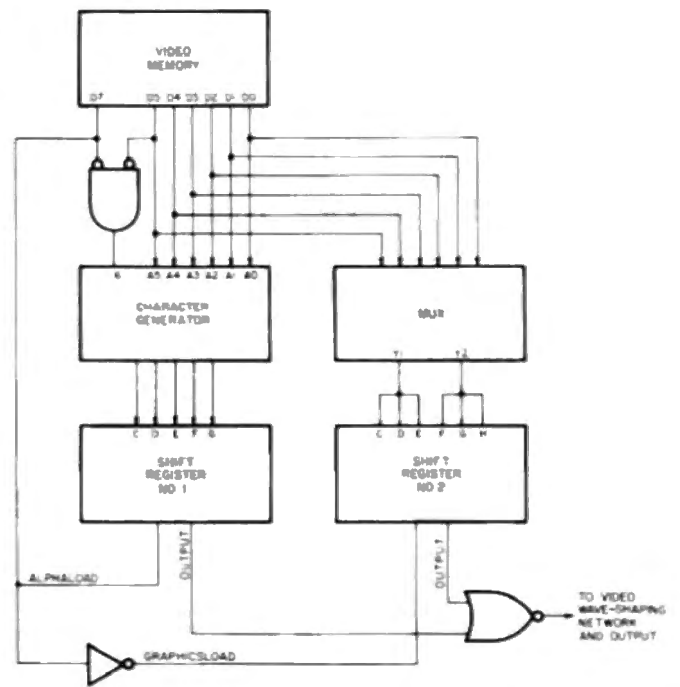 VIDEO
MEMORY
D7 D5 D4 D3 D2 D1 D0
6 A5 A4 A3 A2 A1 A0
CHARACTER
GENERATOR
MUX
Y1 Y2
C D E F G
C D E F G H
SHIFT
REGISTER
NO 1
SHIFT
REGISTER
NO 2
ALPHALOAD
OUTPUT
OUTPUT
GRAPHICSLOAD
TO VIDEO
WAVE-SHAPING
NETWORK
AND OUTPUT